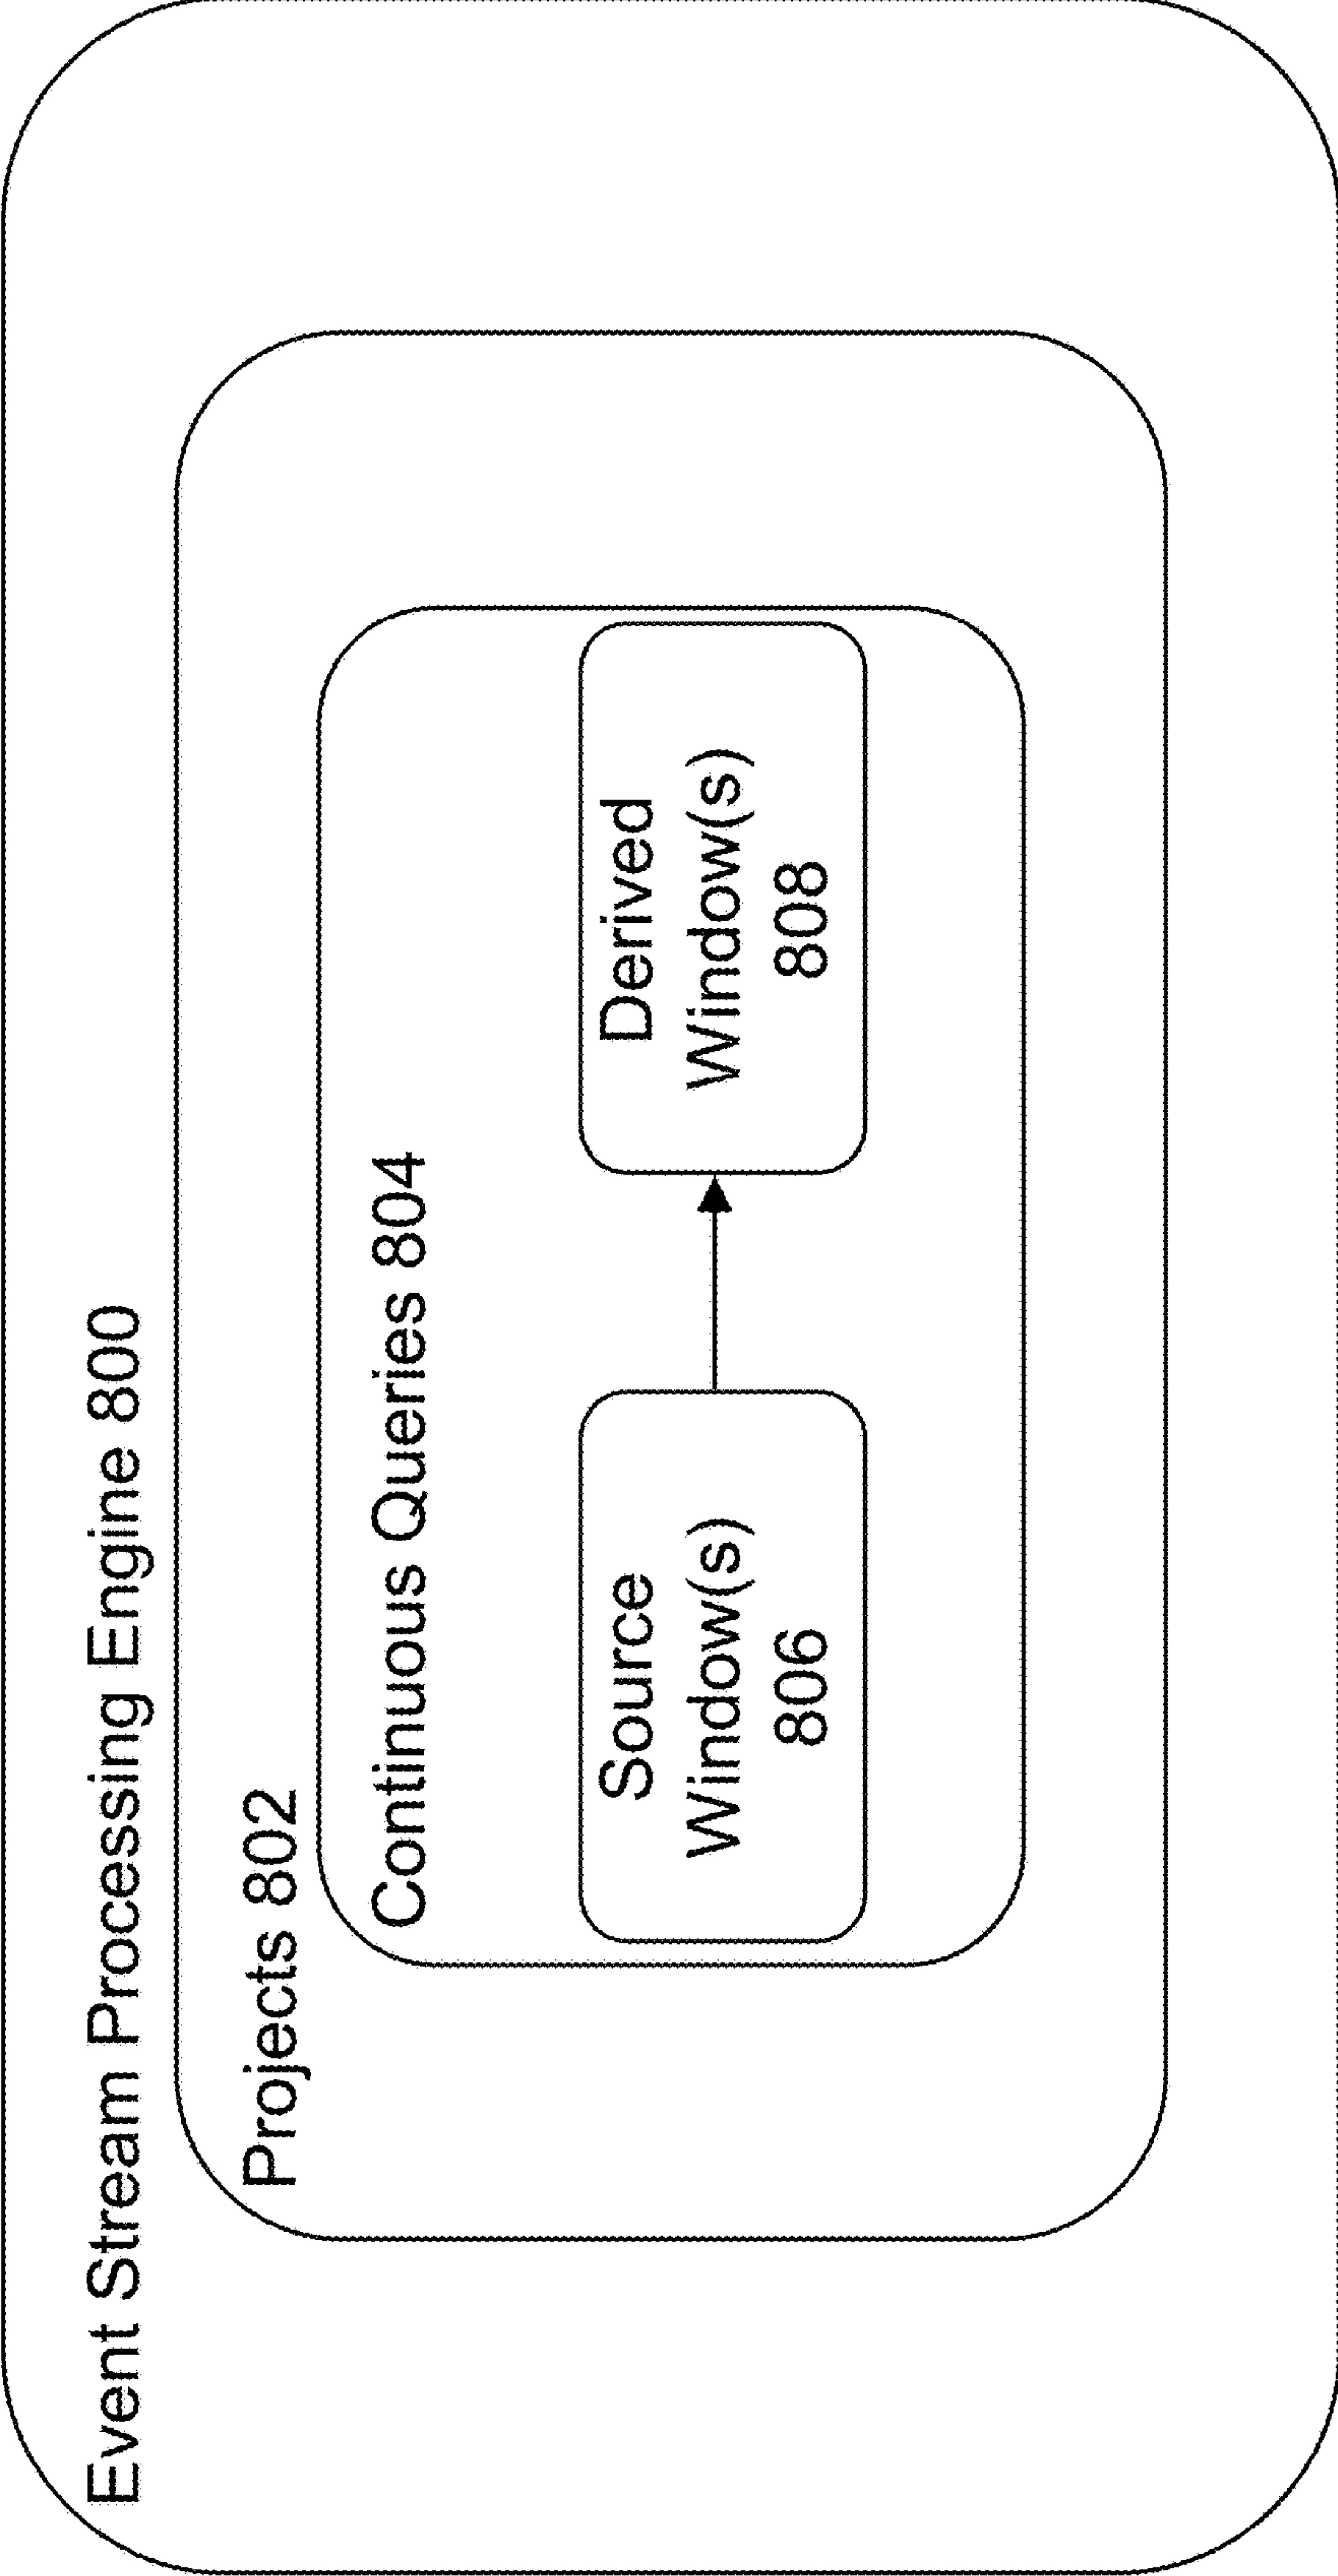 Event Stream Processing Engine 800
Projects 802
Continuous Queries 804
Source
Window(s)
806
Derived
Window(s)
808